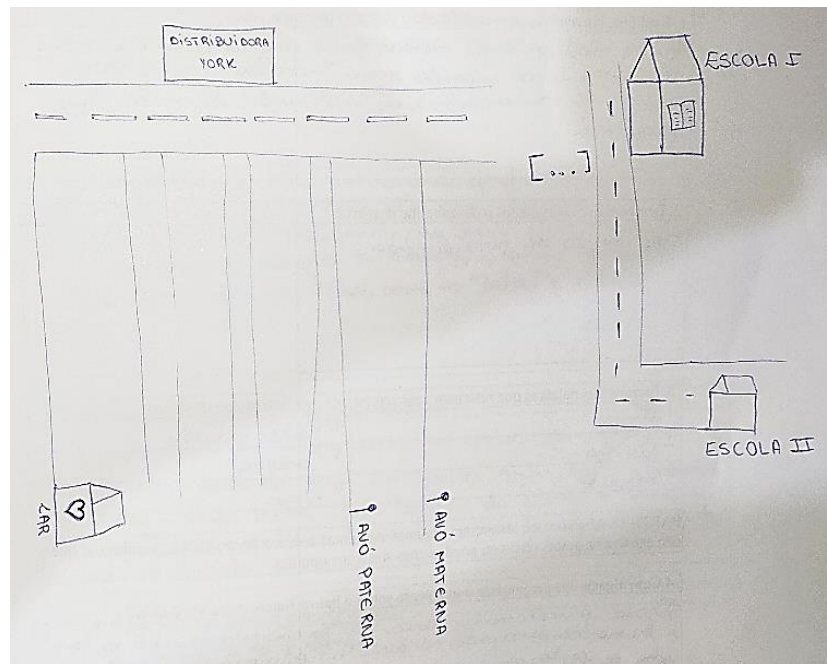 DISTRIBUIDORA
YORK
ESCOLA I
[...]
ESCOLA II
LAR
AVÓ PATERNA
AVÓ MATERNA